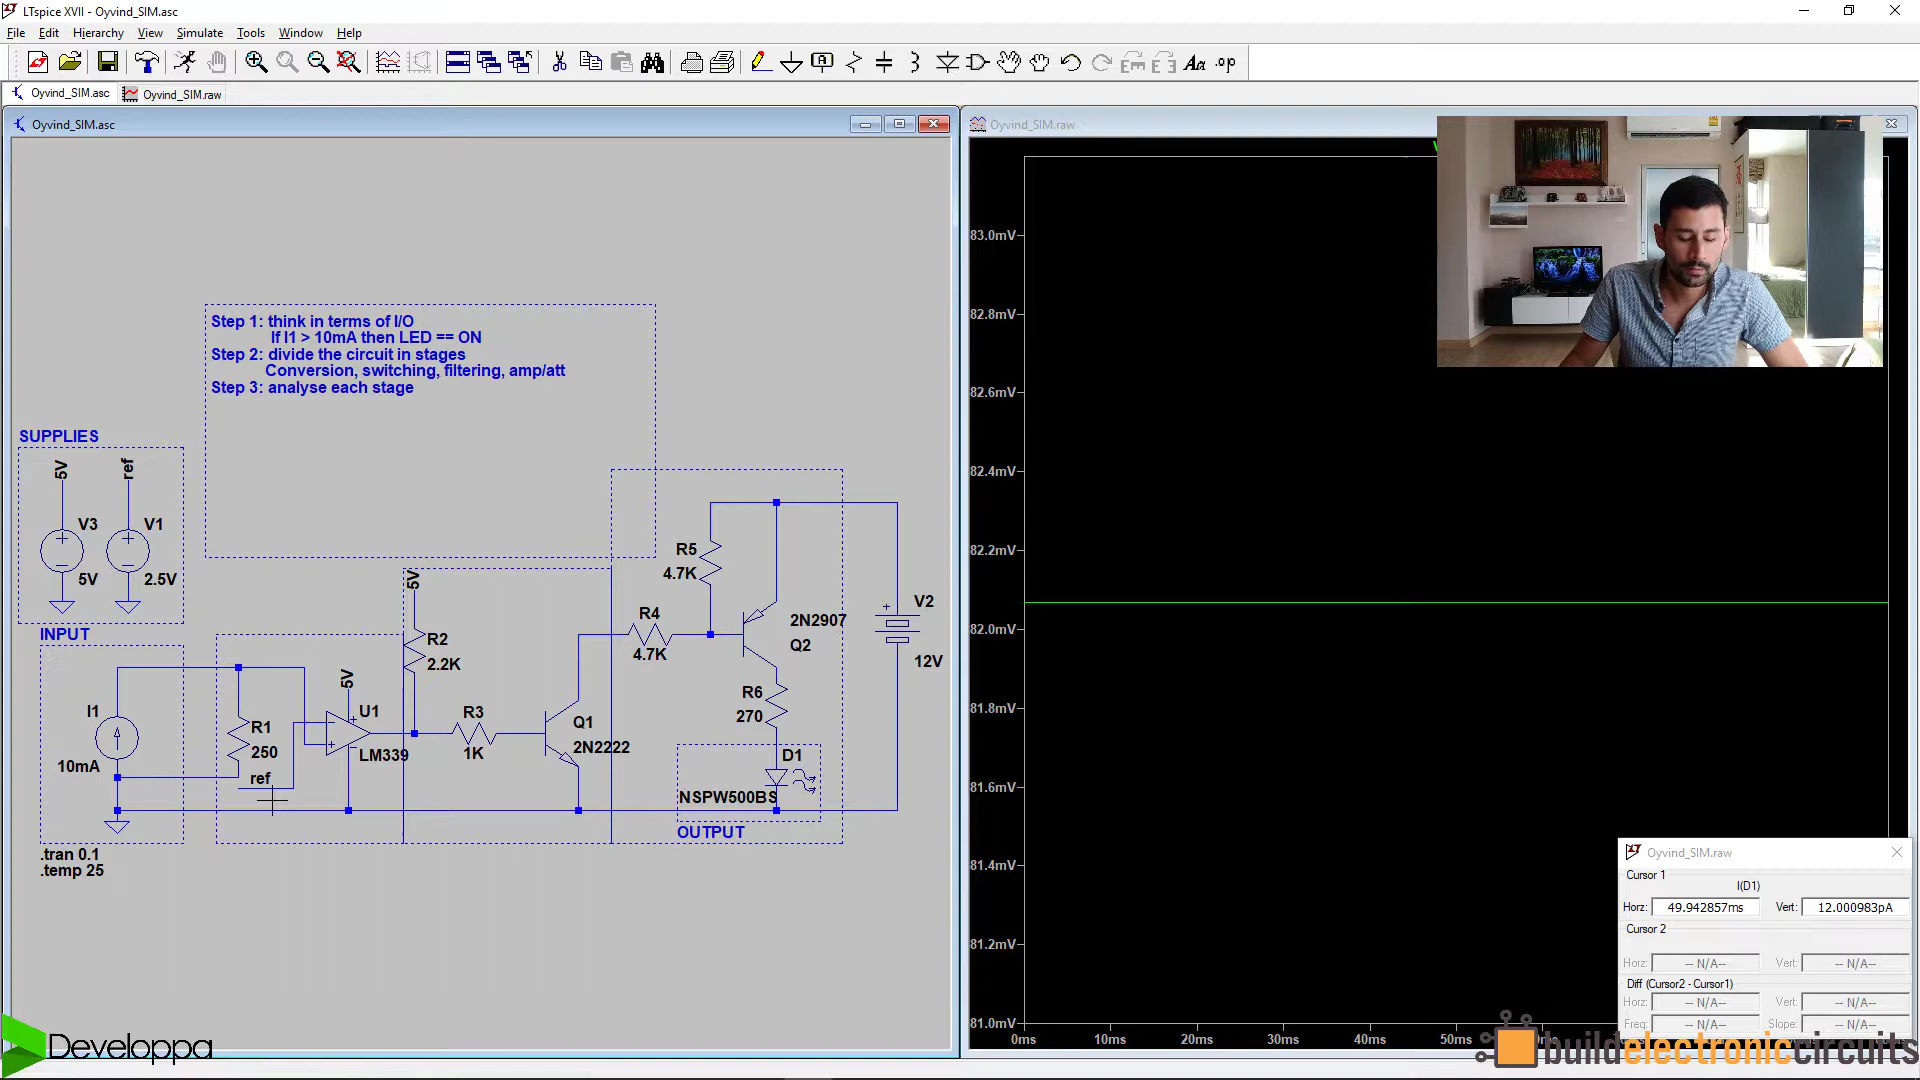 LTspice XVII - Oyvind_SIM.asc
File Edit Hierarchy View Simulate Tools Window Help
Oyvind_SIM.asc Oyvind_SIM.raw
Oyvind_SIM.asc
Oyvind_SIM.raw
Step 1: think in terms of I/O
If I1 > 10mA then LED == ON
Step 2: divide the circuit in stages
Conversion, switching, filtering, amp/att
Step 3: analyse each stage
SUPPLIES
5V
ref
V3
V1
5V
2.5V
INPUT
I1
10mA
R1
250
ref
5V
U1
LM339
5V
R2
2.2K
R3
1K
Q1
2N2222
R4
4.7K
R5
4.7K
2N2907
Q2
R6
270
D1
NSPW500BS
OUTPUT
V2
12V
.tran 0.1
.temp 25
83.0mV
82.8mV
82.6mV
82.4mV
82.2mV
82.0mV
81.8mV
81.6mV
81.4mV
81.2mV
81.0mV
0ms 10ms 20ms 30ms 40ms 50ms
Oyvind_SIM.raw
Cursor 1
I(D1)
Horz: 49.942857ms Vert: 12.000983pA
Cursor 2
Horz: -- N/A-- Vert: -- N/A--
Diff (Cursor2 - Cursor1)
Horz: -- N/A-- Vert: -- N/A--
Freq: -- N/A-- Slope: -- N/A--
Developpa
buildelectroniccircuits